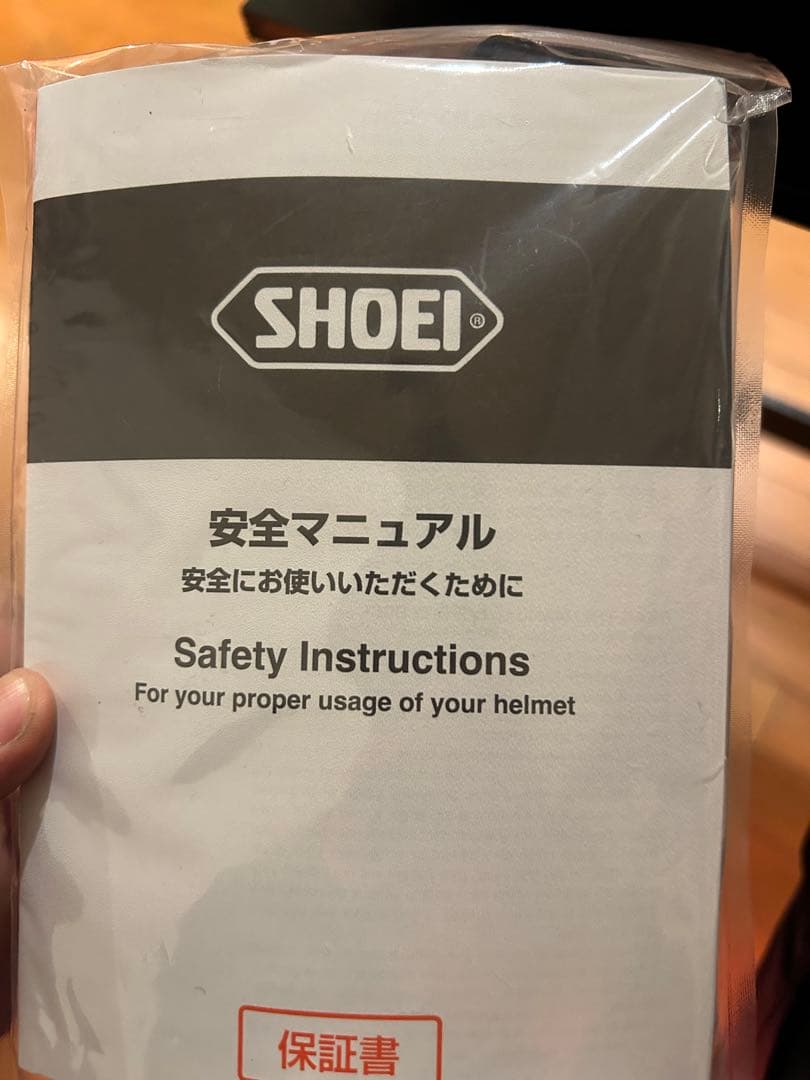 SHOEI®
安全マニュアル
安全にお使いいただくために
Safety Instructions
For your proper usage of your helmet
保証書